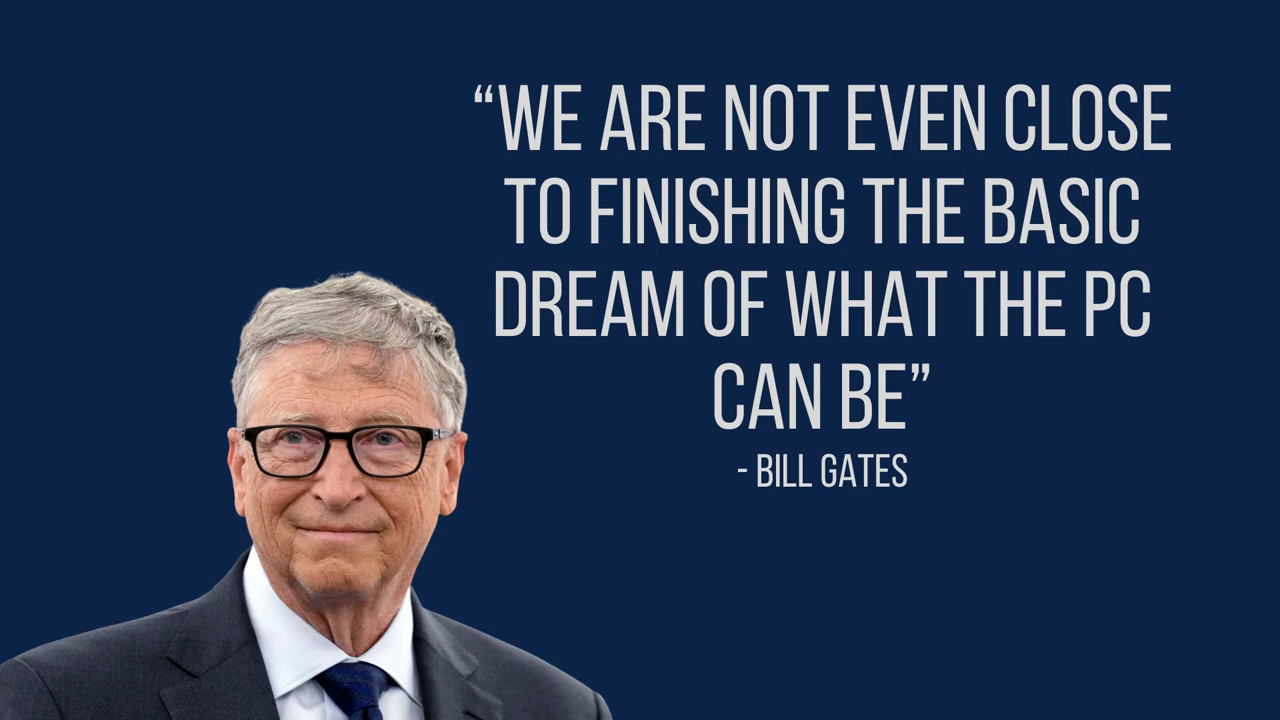 “WE ARE NOT EVEN CLOSE
TO FINISHING THE BASIC
DREAM OF WHAT THE PC
CAN BE”
- BILL GATES